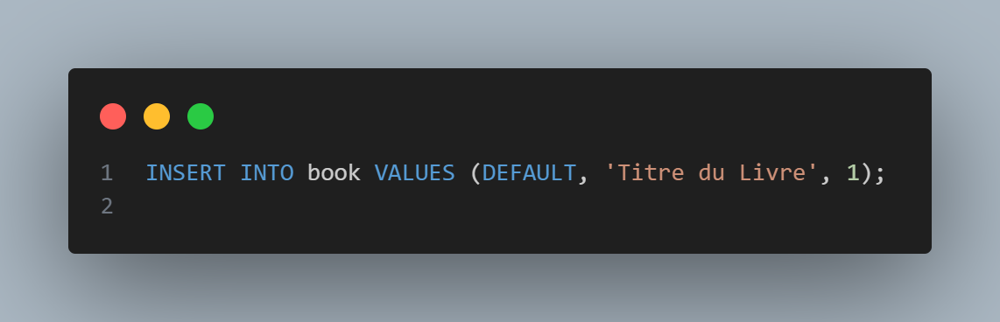 1 INSERT INTO book VALUES (DEFAULT, 'Titre du Livre', 1);
2